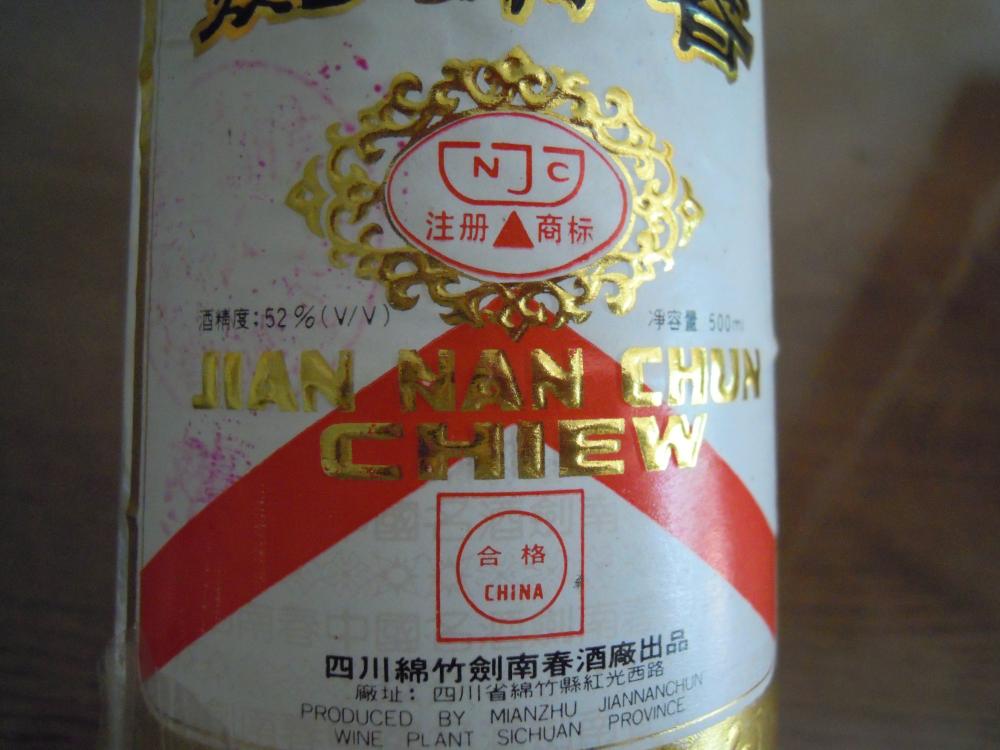 NJC
注册 商标
酒精度:52%(V/V)
淨容量 500ml
JIAN NAN CHUN
CHIEW
合格
CHINA
四川綿竹劍南春酒廠出品
廠址：四川省綿竹縣紅光西路
PRODUCED BY MIANZHU JIANNANCHUN
WINE PLANT SICHUAN PROVINCE